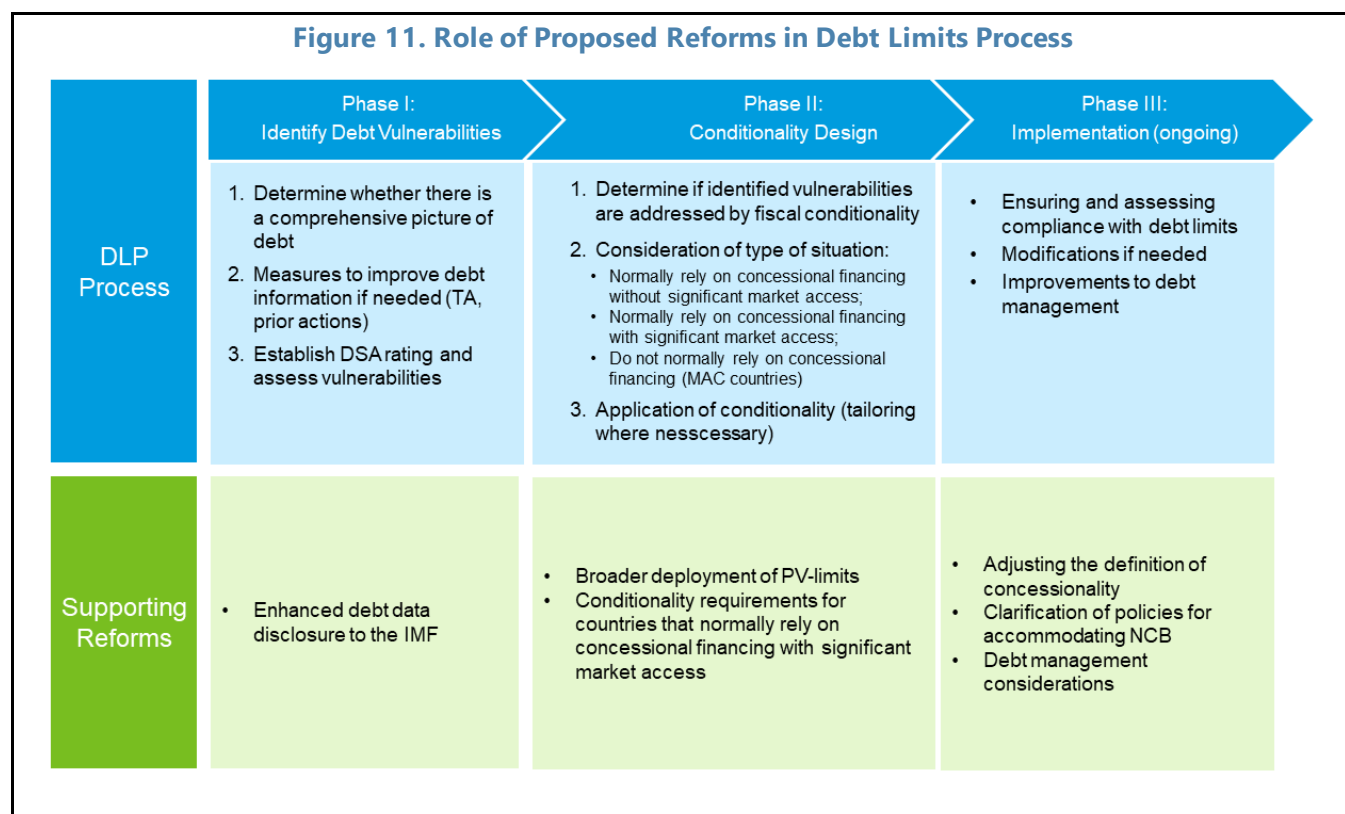 Figure 11. Role of Proposed Reforms in Debt Limits Process
Phase I:
Identify Debt Vulnerabilities
Phase II:
Conditionality Design
Phase III:
Implementation (ongoing)
DLP
Process
1. Determine whether there is
a comprehensive picture of
debt
2. Measures to improve debt
information if needed (TA,
prior actions)
3. Establish DSA rating and
assess vulnerabilities
1. Determine if identified vulnerabilities
are addressed by fiscal conditionality
2. Consideration of type of situation:
• Normally rely on concessional financing
without significant market access;
• Normally rely on concessional financing
with significant market access;
• Do not normally rely on concessional
financing (MAC countries)
3. Application of conditionality (tailoring
where nesscessary)
• Ensuring and assessing
compliance with debt limits
• Modifications if needed
• Improvements to debt
management
Supporting
Reforms
• Enhanced debt data
disclosure to the IMF
• Broader deployment of PV-limits
• Conditionality requirements for
countries that normally rely on
concessional financing with significant
market access
• Adjusting the definition of
concessionality
• Clarification of policies for
accommodating NCB
• Debt management
considerations